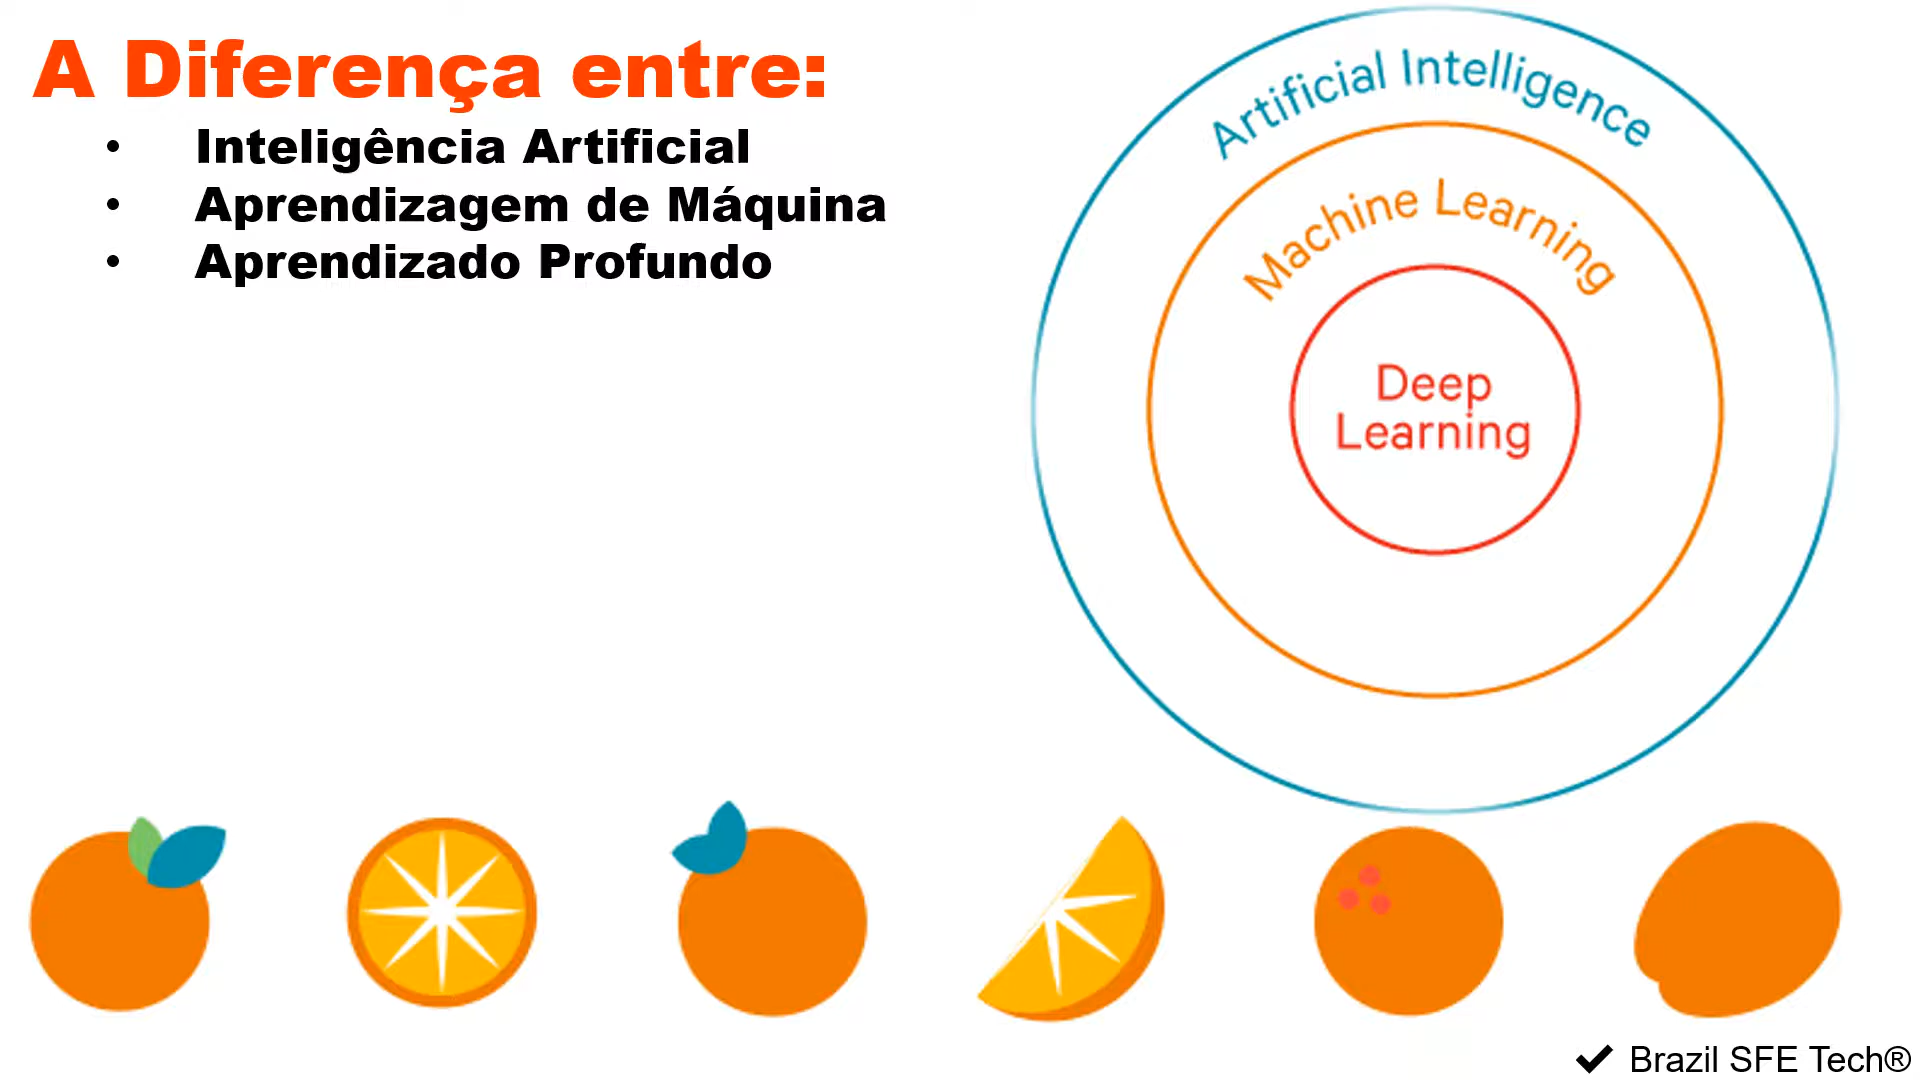 A Diferença entre:
• Inteligência Artificial
• Aprendizagem de Máquina
• Aprendizado Profundo
Artificial Intelligence
Machine Learning
Deep
Learning
✔ Brazil SFE Tech®